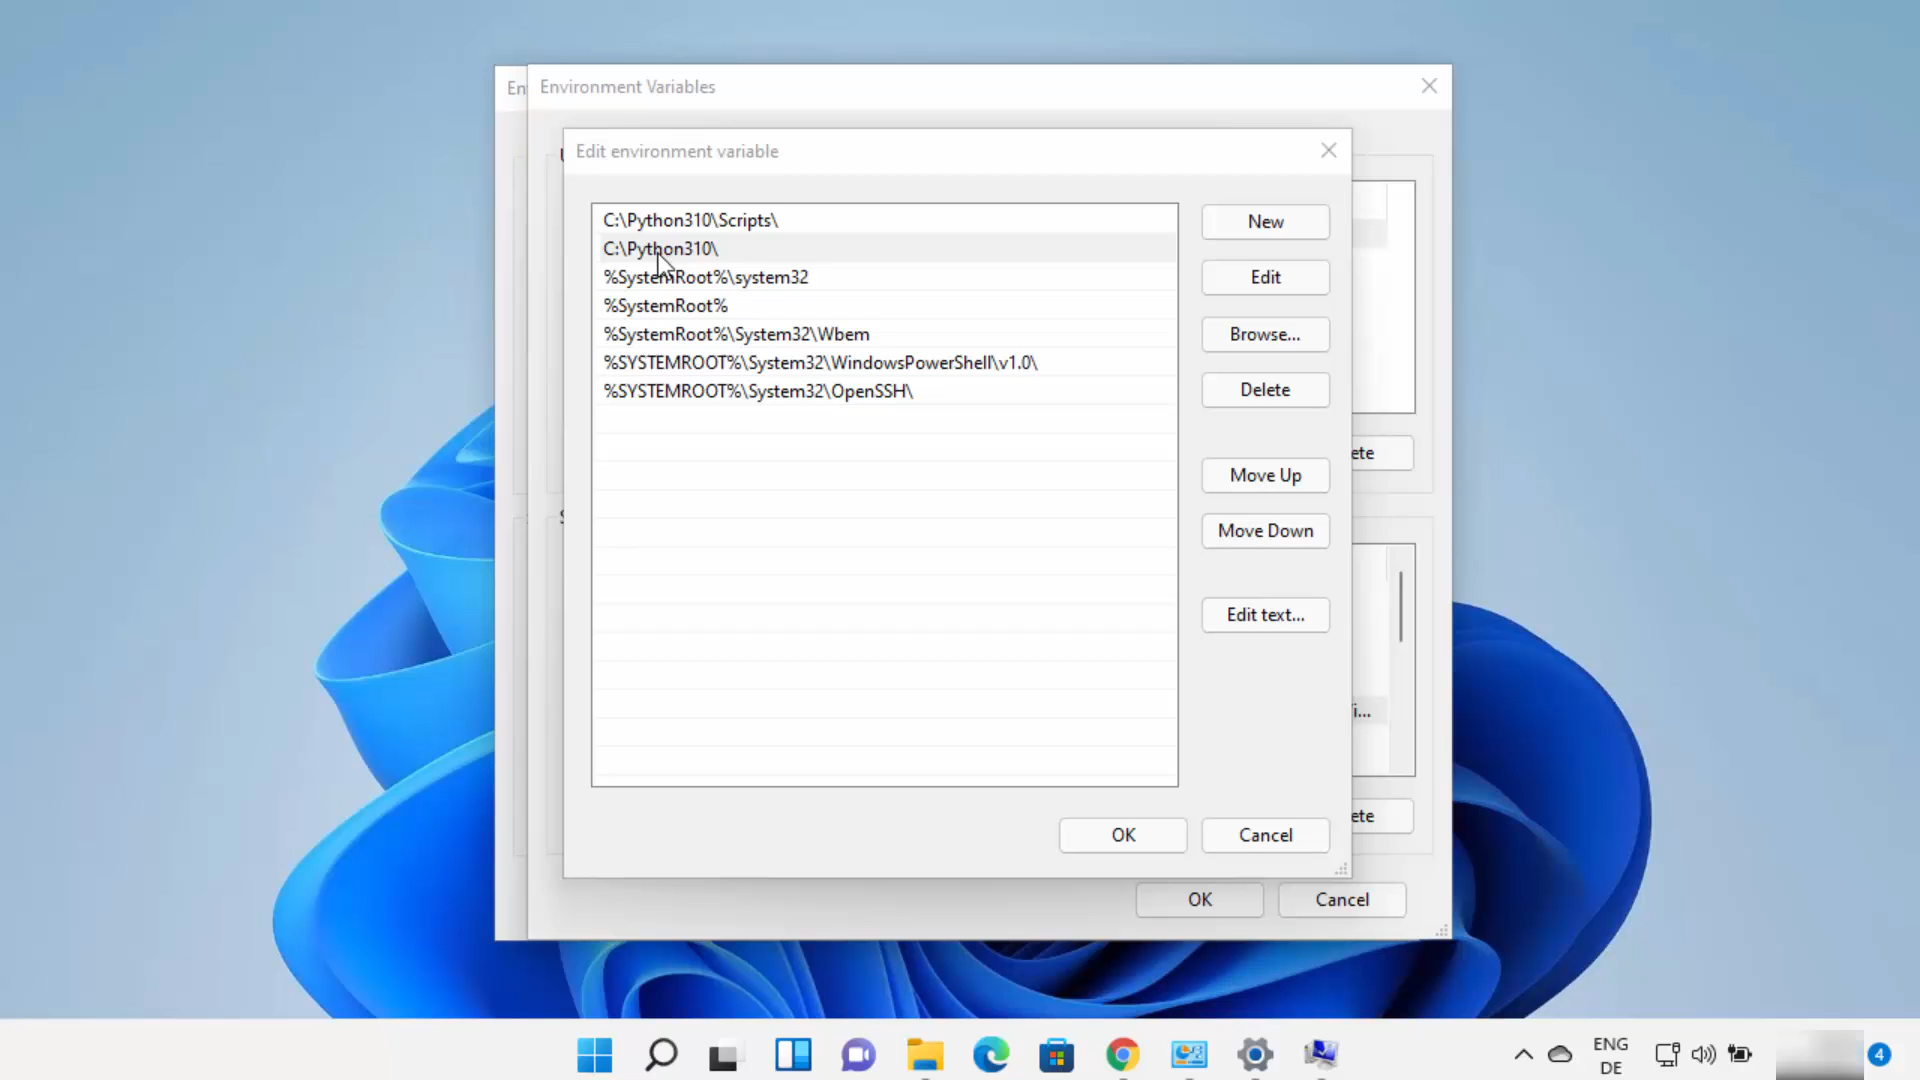 En
Environment Variables
Edit environment variable
C:\Python310\Scripts\
C:\Python310\
%SystemRoot%\system32
%SystemRoot%
%SystemRoot%\System32\Wbem
%SYSTEMROOT%\System32\WindowsPowerShell\v1.0\
%SYSTEMROOT%\System32\OpenSSH\
New
Edit
Browse...
Delete
Move Up
Move Down
Edit text...
OK
Cancel
ete
i...
ete
OK
Cancel
ENG
DE
4